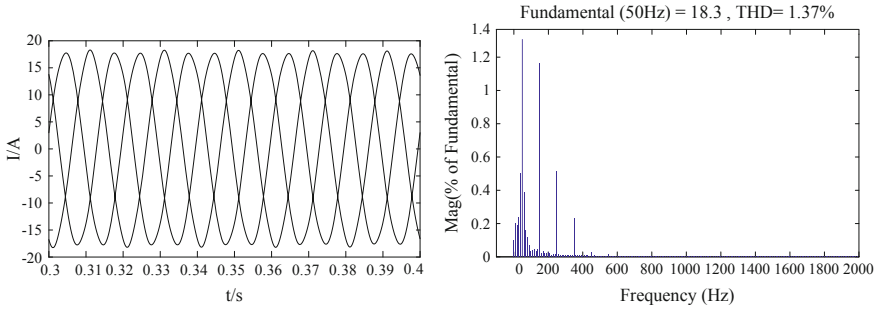 20
15
10
5
0
-5
-10
-15
-20
I/A
0.3 0.31 0.32 0.33 0.34 0.35 0.36 0.37 0.38 0.39 0.4
t/s
Fundamental (50Hz) = 18.3 , THD= 1.37%
1.4
1.2
1
0.8
0.6
0.4
0.2
0
Mag(% of Fundamental)
0 200 400 600 800 1000 1200 1400 1600 1800 2000
Frequency (Hz)